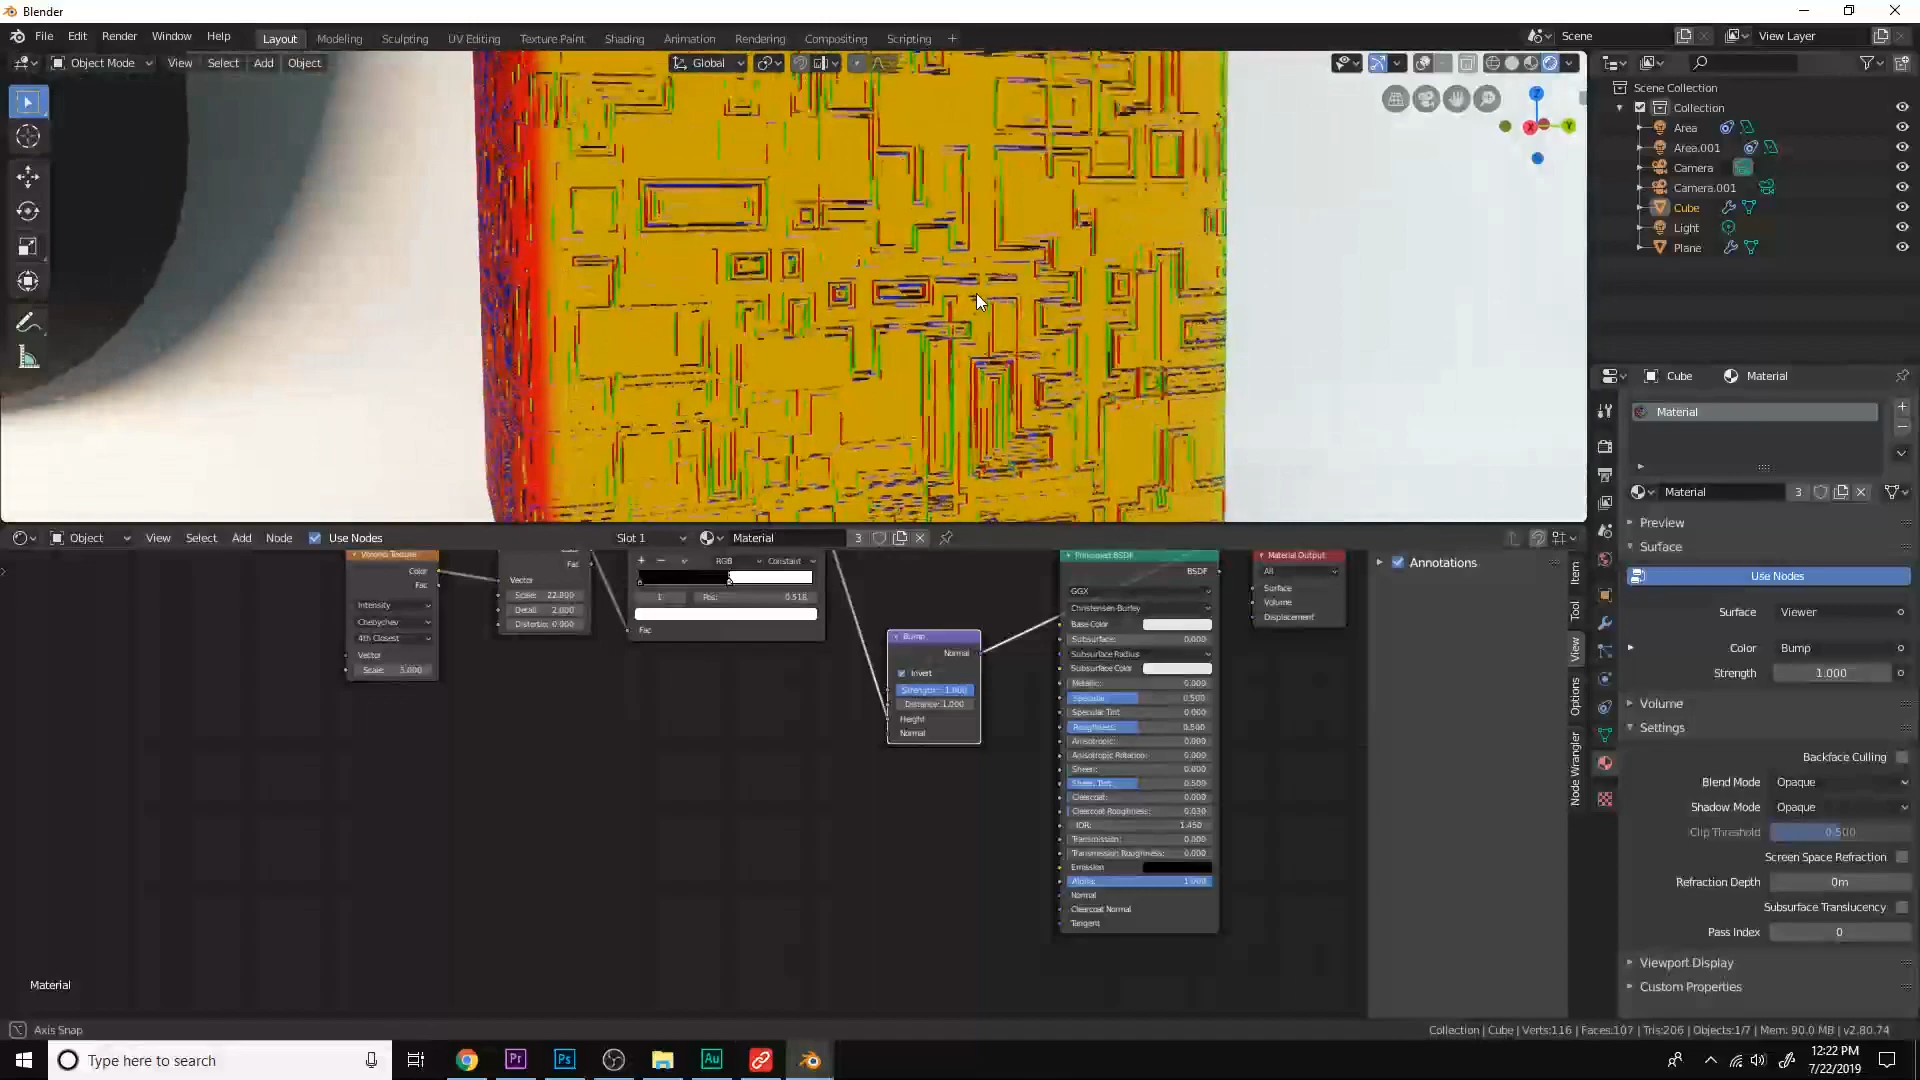 Blender
File Edit Render Window Help Layout Modeling Sculpting UV Editing Texture Paint Shading Animation Rendering Compositing Scripting + Scene View Layer
Object Mode View Select Add Object Global
Scene Collection
Collection
Area
Area.001
Camera
Camera.001
Cube
Light
Plane
Z
X
Y
Cube Material
Material
Material 3
Preview
Surface
Use Nodes
Surface Viewer
Color Bump
Strength 1.000
Volume
Settings
Backface Culling
Blend Mode Opaque
Shadow Mode Opaque
Clip Threshold 0.500
Screen Space Refraction
Refraction Depth 0m
Subsurface Translucency
Pass Index 0
Viewport Display
Custom Properties
Object View Select Add Node Use Nodes Slot 1 Material 3
Voronoi Texture
Color
Fac
Intensity
Chebychev
4th Closest
Vector
Scale: 5.000
Fac
Vector
Scale: 22.800
Detail: 2.000
Distortio: 0.000
RGB Constant
1 Pos: 0.518
Fac
Bump
Normal
Invert
Strength: 1.000
Distance: 1.000
Height
Normal
Principled BSDF
BSDF
GGX
Christensen-Burley
Base Color
Subsurface: 0.000
Subsurface Radius
Subsurface Color
Metallic: 0.000
Specular: 0.500
Specular Tint: 0.000
Roughness: 0.500
Anisotropic: 0.000
Anisotropic Rotation: 0.000
Sheen: 0.000
Sheen Tint: 0.500
Clearcoat: 0.000
Clearcoat Roughness: 0.030
IOR: 1.450
Transmission: 0.000
Transmission Roughness: 0.000
Emission
Alpha: 1.000
Normal
Clearcoat Normal
Tangent
Material Output
All
Surface
Volume
Displacement
Annotations
Item
Tool
View
Options
Node Wrangler
Material
Axis Snap Collection | Cube | Verts:116 | Faces:107 | Tris:206 | Objects:1/7 | Mem: 90.0 MB | v2.80.74
Type here to search Pr Ps Au 12:22 PM
7/22/2019